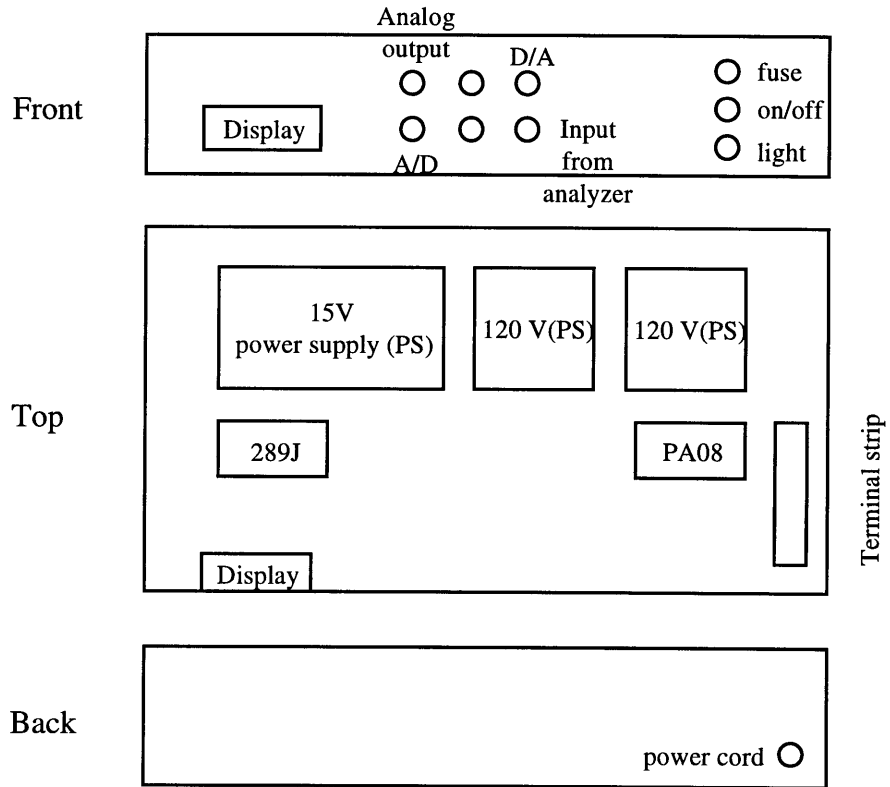 Analog
output
D/A
fuse
Front
Display
on/off
Input
from
analyzer
A/D
light
15V
power supply (PS)
120 V(PS)
120 V(PS)
Top
289J
PA08
Terminal strip
Display
Back
power cord